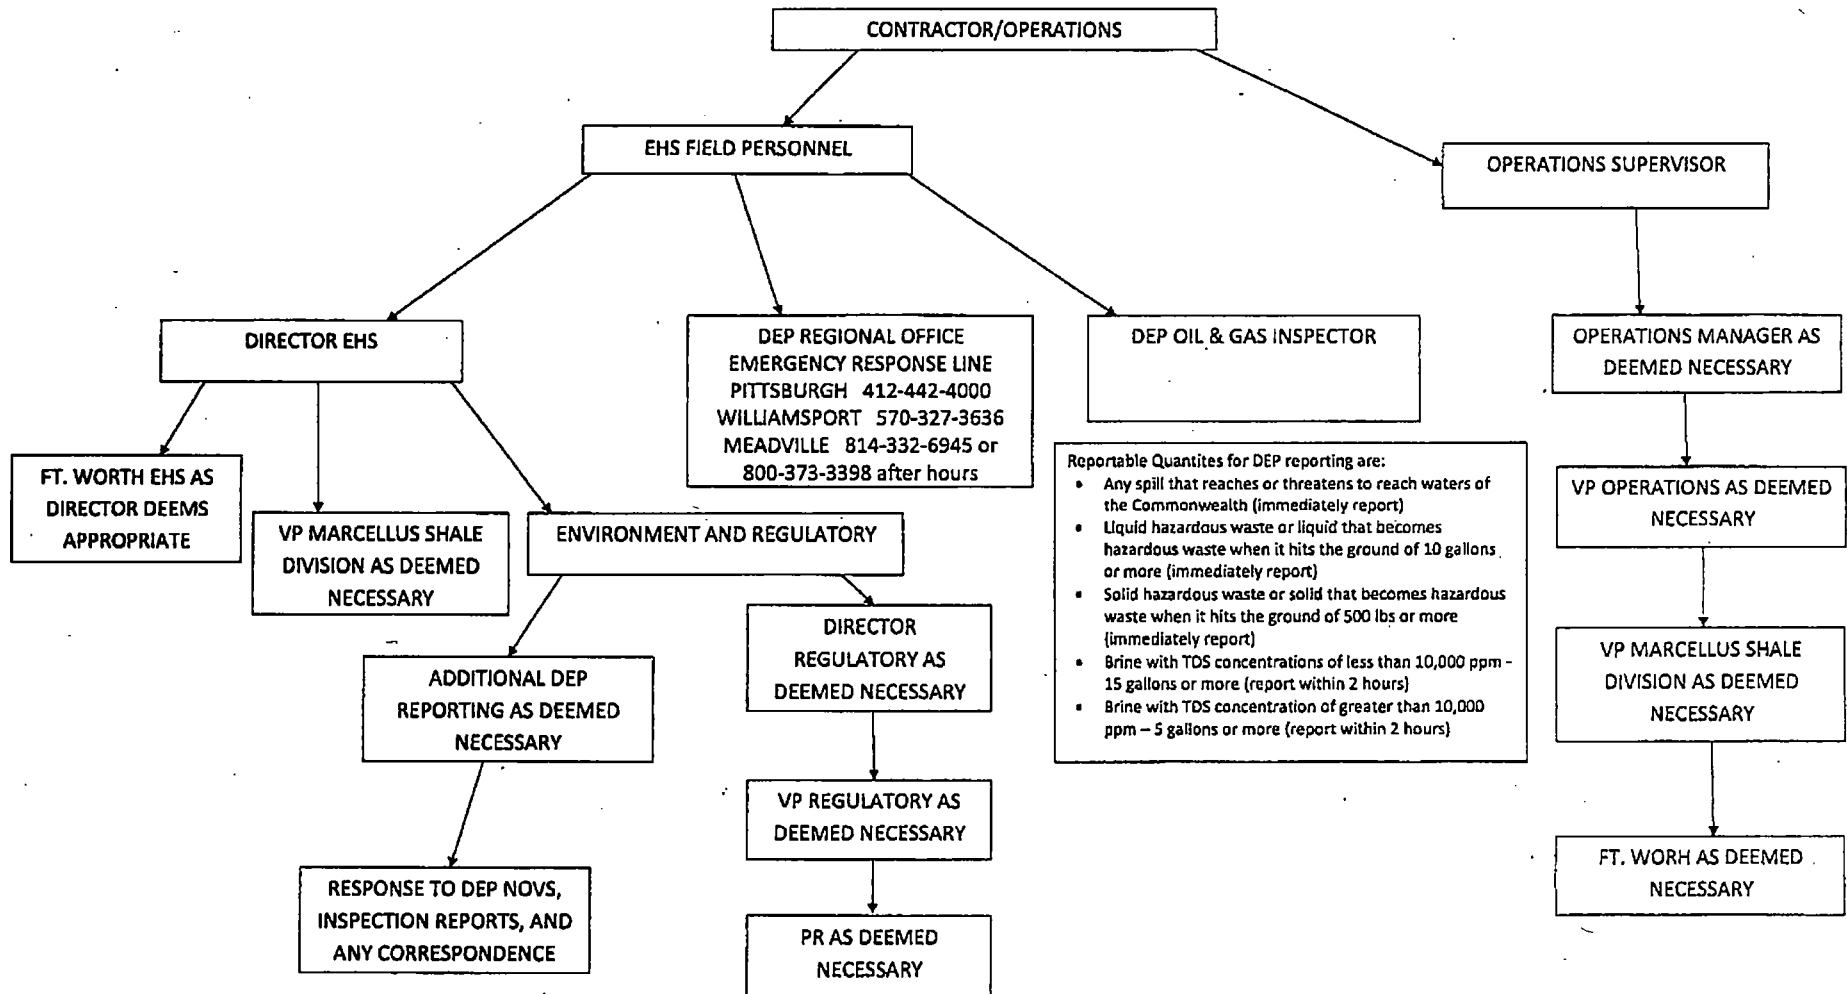 CONTRACTOR/OPERATIONS
EHS FIELD PERSONNEL
OPERATIONS SUPERVISOR
DIRECTOR EHS
DEP REGIONAL OFFICE
EMERGENCY RESPONSE LINE
PITTSBURGH 412-442-4000
WILLIAMSPORT 570-327-3636
MEADVILLE 814-332-6945 or
800-373-3398 after hours
DEP OIL & GAS INSPECTOR
OPERATIONS MANAGER AS
DEEMED NECESSARY
FT. WORTH EHS AS
DIRECTOR DEEMS
APPROPRIATE
VP MARCELLUS SHALE
DIVISION AS DEEMED
NECESSARY
ENVIRONMENT AND REGULATORY
Reportable Quantites for DEP reporting are:
• Any spill that reaches or threatens to reach waters of
the Commonwealth (immediately report)
• Liquid hazardous waste or liquid that becomes
hazardous waste when it hits the ground of 10 gallons
or more (immediately report)
• Solid hazardous waste or solid that becomes hazardous
waste when it hits the ground of 500 lbs or more
(immediately report)
• Brine with TDS concentrations of less than 10,000 ppm –
15 gallons or more (report within 2 hours)
• Brine with TDS concentration of greater than 10,000
ppm – 5 gallons or more (report within 2 hours)
VP OPERATIONS AS DEEMED
NECESSARY
ADDITIONAL DEP
REPORTING AS DEEMED
NECESSARY
DIRECTOR
REGULATORY AS
DEEMED NECESSARY
VP MARCELLUS SHALE
DIVISION AS DEEMED
NECESSARY
VP REGULATORY AS
DEEMED NECESSARY
FT. WORH AS DEEMED
NECESSARY
RESPONSE TO DEP NOVS,
INSPECTION REPORTS, AND
ANY CORRESPONDENCE
PR AS DEEMED
NECESSARY